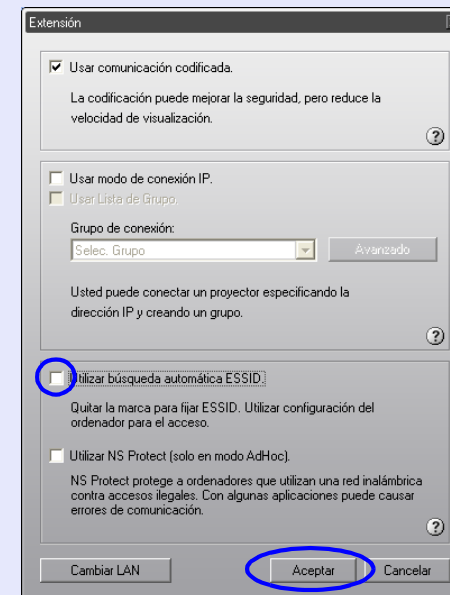 Extensión
Usar comunicación codificada.
La codificación puede mejorar la seguridad, pero reduce la
velocidad de visualización.
?
Usar modo de conexión IP.
Usar Lista de Grupo.
Grupo de conexión:
Selec. Grupo
Avanzado
Usted puede conectar un proyector especificando la
dirección IP y creando un grupo.
?
Utilizar búsqueda automática ESSID.
Quitar la marca para fijar ESSID. Utilizar configuración del
ordenador para el acceso.
Utilizar NS Protect (solo en modo AdHoc).
NS Protect protege a ordenadores que utilizan una red inalámbrica
contra accesos ilegales. Con algunas aplicaciones puede causar
errores de comunicación.
?
Cambiar LAN
Aceptar
Cancelar